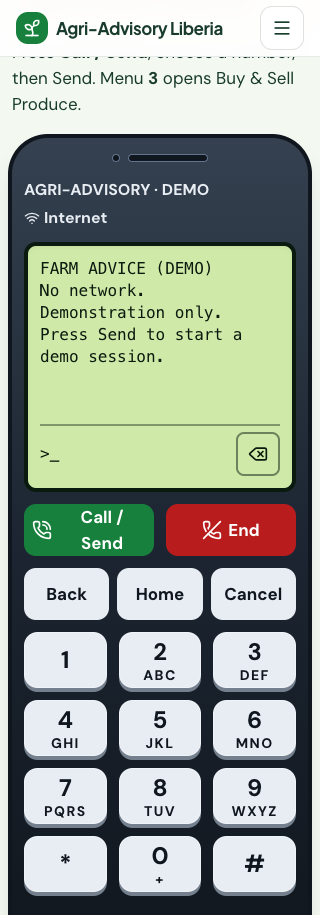 Agri-Advisory Liberia
then Send. Menu 3 opens Buy & Sell
Produce.
AGRI-ADVISORY · DEMO
Internet
FARM ADVICE (DEMO)
No network.
Demonstration only.
Press Send to start a
demo session.
>_
Call /
Send
End
Back Home Cancel
1 2 ABC 3 DEF
4 GHI 5 JKL 6 MNO
7 PQRS 8 TUV 9 WXYZ
* 0 + #